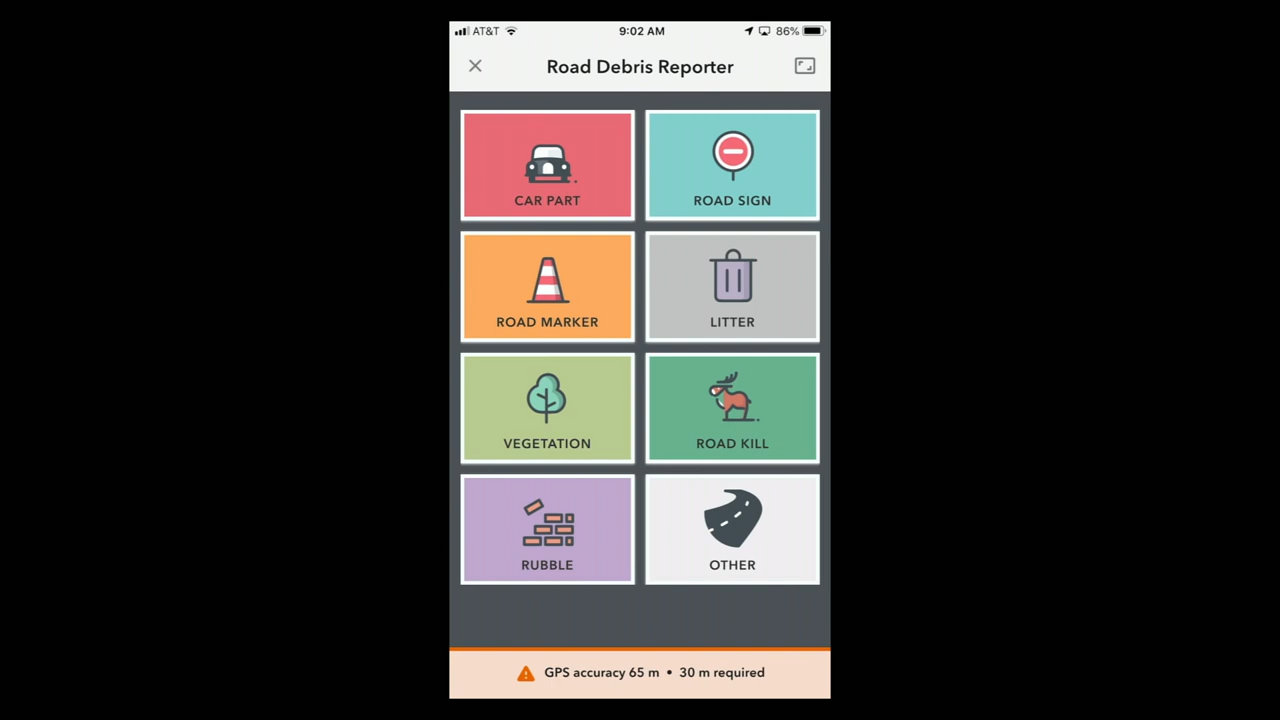 AT&T 9:02 AM 86%
Road Debris Reporter
CAR PART
ROAD SIGN
ROAD MARKER
LITTER
VEGETATION
ROAD KILL
RUBBLE
OTHER
GPS accuracy 65 m • 30 m required